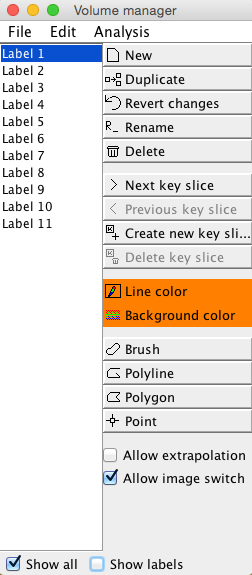 Volume manager
File Edit Analysis
Label 1
Label 2
Label 3
Label 4
Label 5
Label 6
Label 7
Label 8
Label 9
Label 10
Label 11
New
Duplicate
Revert changes
Rename
Delete
Next key slice
Previous key slice
Create new key sli...
Delete key slice
Line color
Background color
Brush
Polyline
Polygon
Point
Allow extrapolation
Allow image switch
Show all Show labels